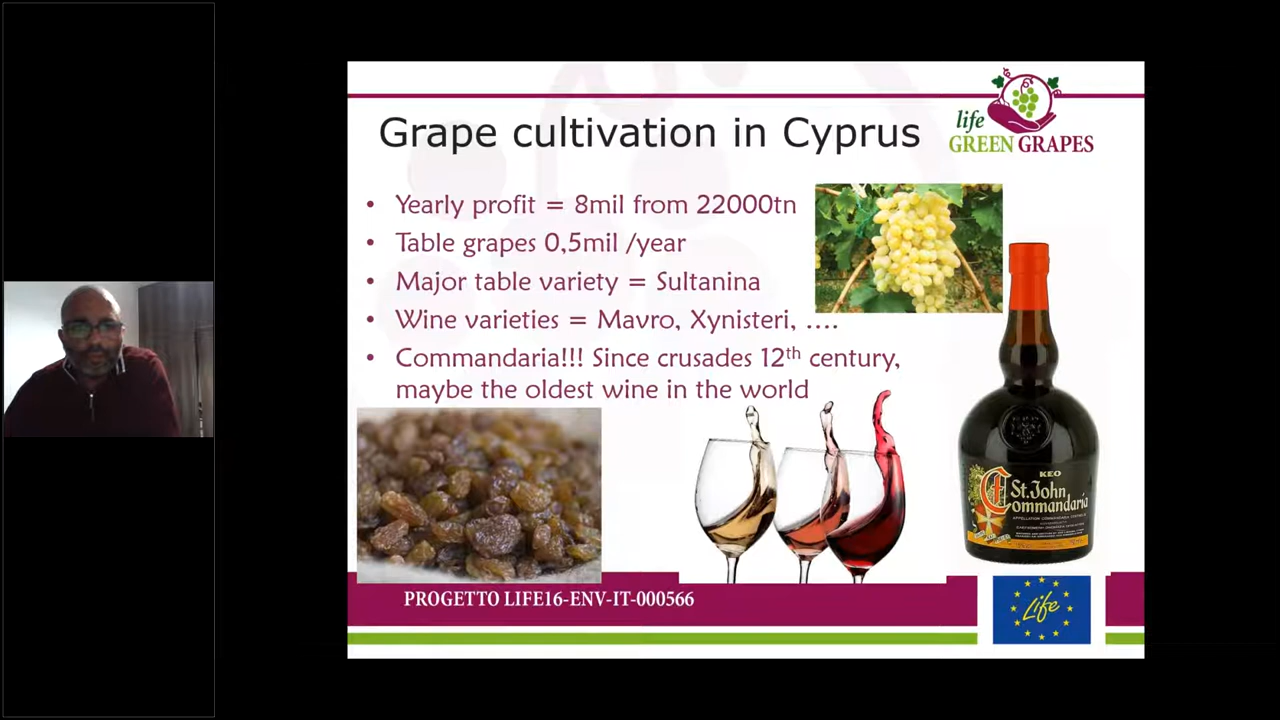 life
GREEN GRAPES
Grape cultivation in Cyprus
• Yearly profit = 8mil from 22000tn
• Table grapes 0,5mil /year
• Major table variety = Sultanina
• Wine varieties = Mavro, Xynisteri, ....
• Commandaria!!! Since crusades 12th century,
maybe the oldest wine in the world
KEO
St. John
Commandaria
PROGETTO LIFE16-ENV-IT-000566
Life